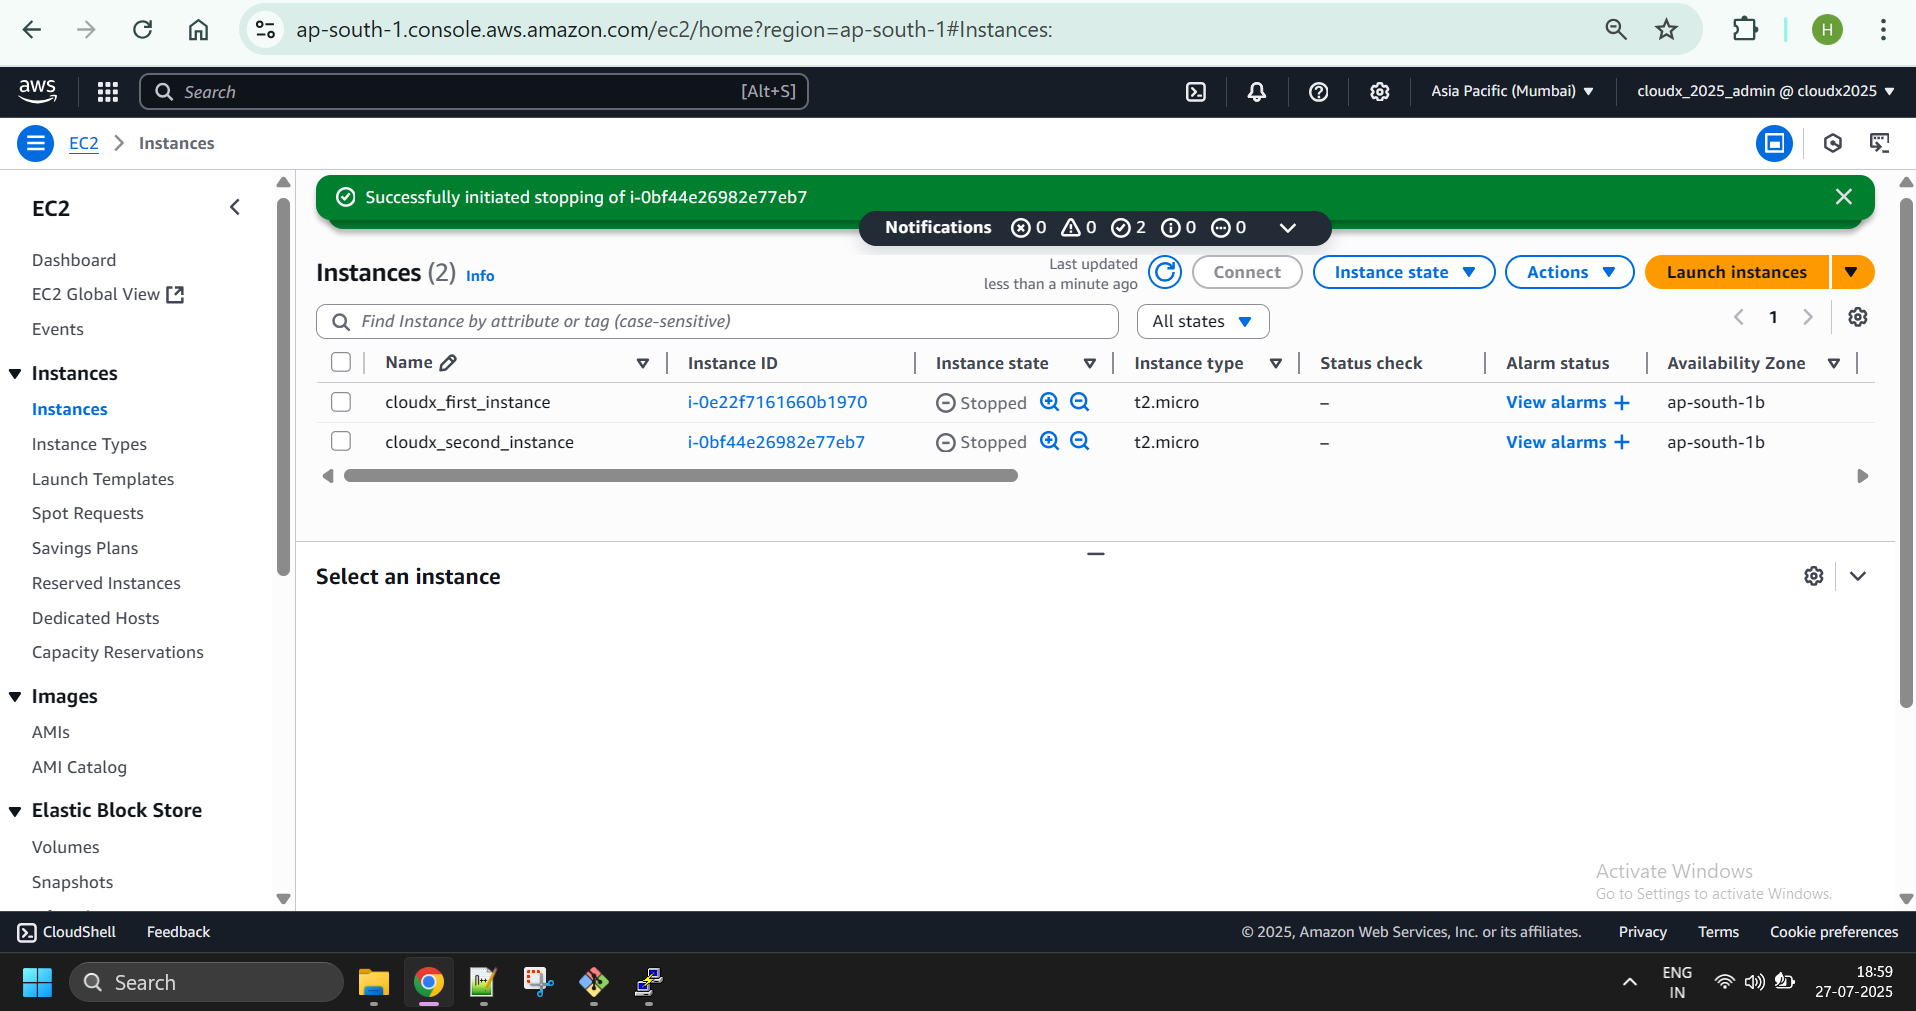 ap-south-1.console.aws.amazon.com/ec2/home?region=ap-south-1#Instances:
H
aws
Search
[Alt+S]
Asia Pacific (Mumbai)
cloudx_2025_admin @ cloudx2025
EC2 > Instances
EC2
Dashboard
EC2 Global View
Events
Instances
Instances
Instance Types
Launch Templates
Spot Requests
Savings Plans
Reserved Instances
Dedicated Hosts
Capacity Reservations
Images
AMIs
AMI Catalog
Elastic Block Store
Volumes
Snapshots
Successfully initiated stopping of i-0bf44e26982e77eb7
Notifications 0 0 2 0 0
Instances (2) Info
Last updated
less than a minute ago
Connect
Instance state
Actions
Launch instances
Find Instance by attribute or tag (case-sensitive)
All states
1
Name Instance ID Instance state Instance type Status check Alarm status Availability Zone
cloudx_first_instance i-0e22f7161660b1970 Stopped t2.micro – View alarms + ap-south-1b
cloudx_second_instance i-0bf44e26982e77eb7 Stopped t2.micro – View alarms + ap-south-1b
Select an instance
Activate Windows
Go to Settings to activate Windows.
CloudShell Feedback © 2025, Amazon Web Services, Inc. or its affiliates. Privacy Terms Cookie preferences
Search
ENG
IN
18:59
27-07-2025